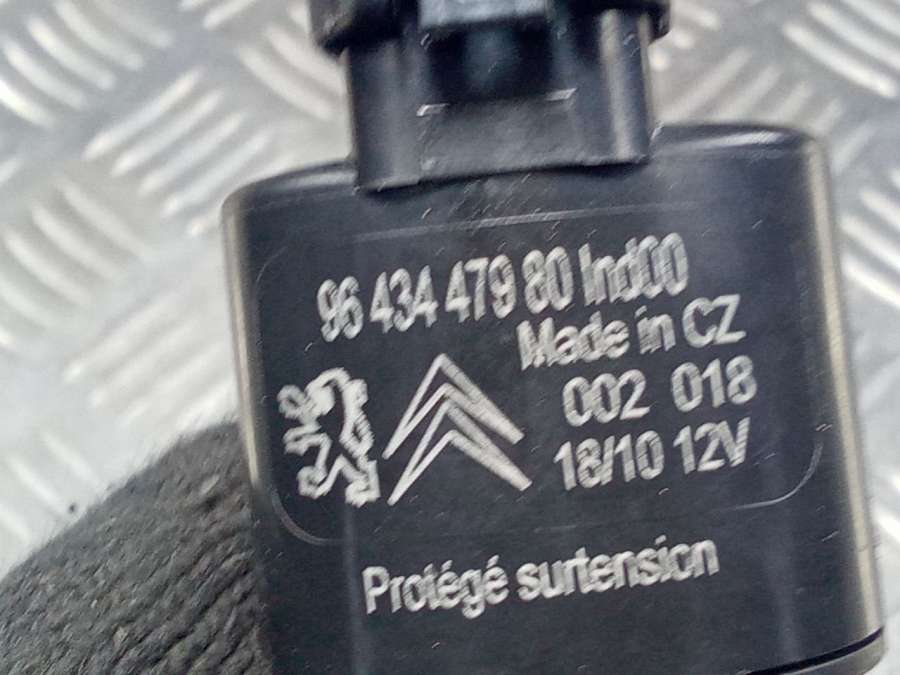 96 434 479 80 Ind00
Made in CZ
002 018
18/10 12V
Protégé surtension